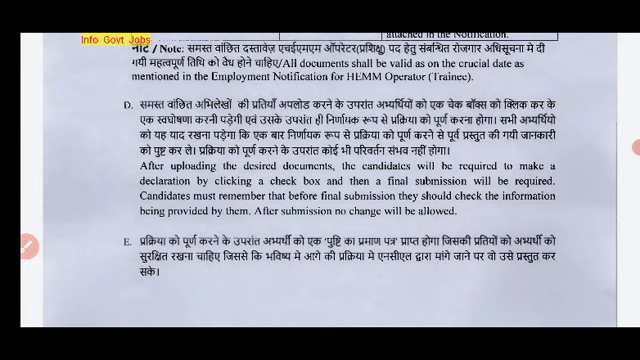 Info Govt Jobs
attached in the Notification.
नोट / Note: समस्त वांछित दस्तावेज़ एचईएमएम ऑपरेटर(प्रशिक्षु) पद हेतु संबन्धित रोजगार अधिसूचना मे दी
गयी महत्वपूर्ण तिथि को वैध होने चाहिए/All documents shall be valid as on the crucial date as
mentioned in the Employment Notification for HEMM Operator (Trainee).
D. समस्त वांछित अभिलेखों की प्रतियाँ अपलोड करने के उपरांत अभ्यर्थियों को एक चेक बॉक्स को क्लिक कर के
एक स्वघोषणा करनी पड़ेगी एवं उसके उपरांत ही निर्णायक रूप से प्रक्रिया को पूर्ण करना होगा। सभी अभ्यर्थियो
को यह याद रखना पड़ेगा कि एक बार निर्णायक रूप से प्रक्रिया को पूर्ण करने से पूर्व प्रस्तुत की गयी जानकारी
को पुष्ट कर ले। प्रक्रिया को पूर्ण करने के उपरांत कोई भी परिवर्तन संभव नहीं होगा।
After uploading the desired documents, the candidates will be required to make a
declaration by clicking a check box and then a final submission will be required.
Candidates must remember that before final submission they should check the information
being provided by them. After submission no change will be allowed.
E. प्रक्रिया को पूर्ण करने के उपरांत अभ्यर्थी को एक 'पुष्टि का प्रमाण पत्र' प्राप्त होगा जिसकी प्रतियों को अभ्यर्थी को
सुरक्षित रखना चाहिए जिससे कि भविष्य मे आगे की प्रक्रिया मे एनसीएल द्वारा मांगे जाने पर वो उसे प्रस्तुत कर
सके।